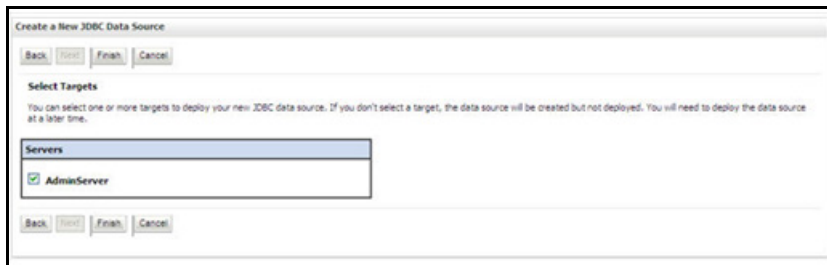 Create a New JDBC Data Source
Back Next Finish Cancel
Select Targets
You can select one or more targets to deploy your new JDBC data source. If you don't select a target, the data source will be created but not deployed. You will need to deploy the data source
at a later time.
Servers
AdminServer
Back Next Finish Cancel